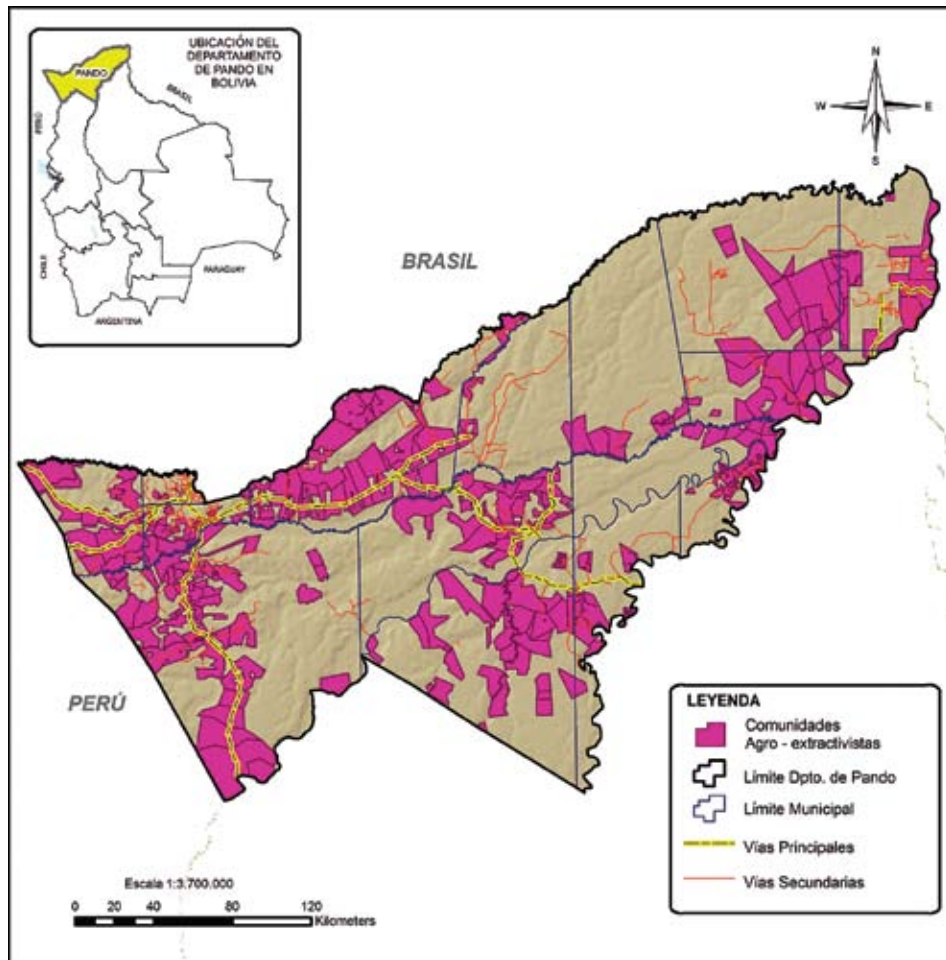 UBICACIÓN DEL
DEPARTAMENTO
DE PANDO EN
BOLIVIA
PANDO
BRASIL
PERÚ
CHILE
PARAGUAY
ARGENTINA
N
W
E
S
BRASIL
PERÚ
LEYENDA
Comunidades
Agro - extractivistas
Límite Dpto. de Pando
Límite Municipal
Vías Principales
Vías Secundarias
Escala 1:3.700,000
0 20 40 80 120
Kilometers